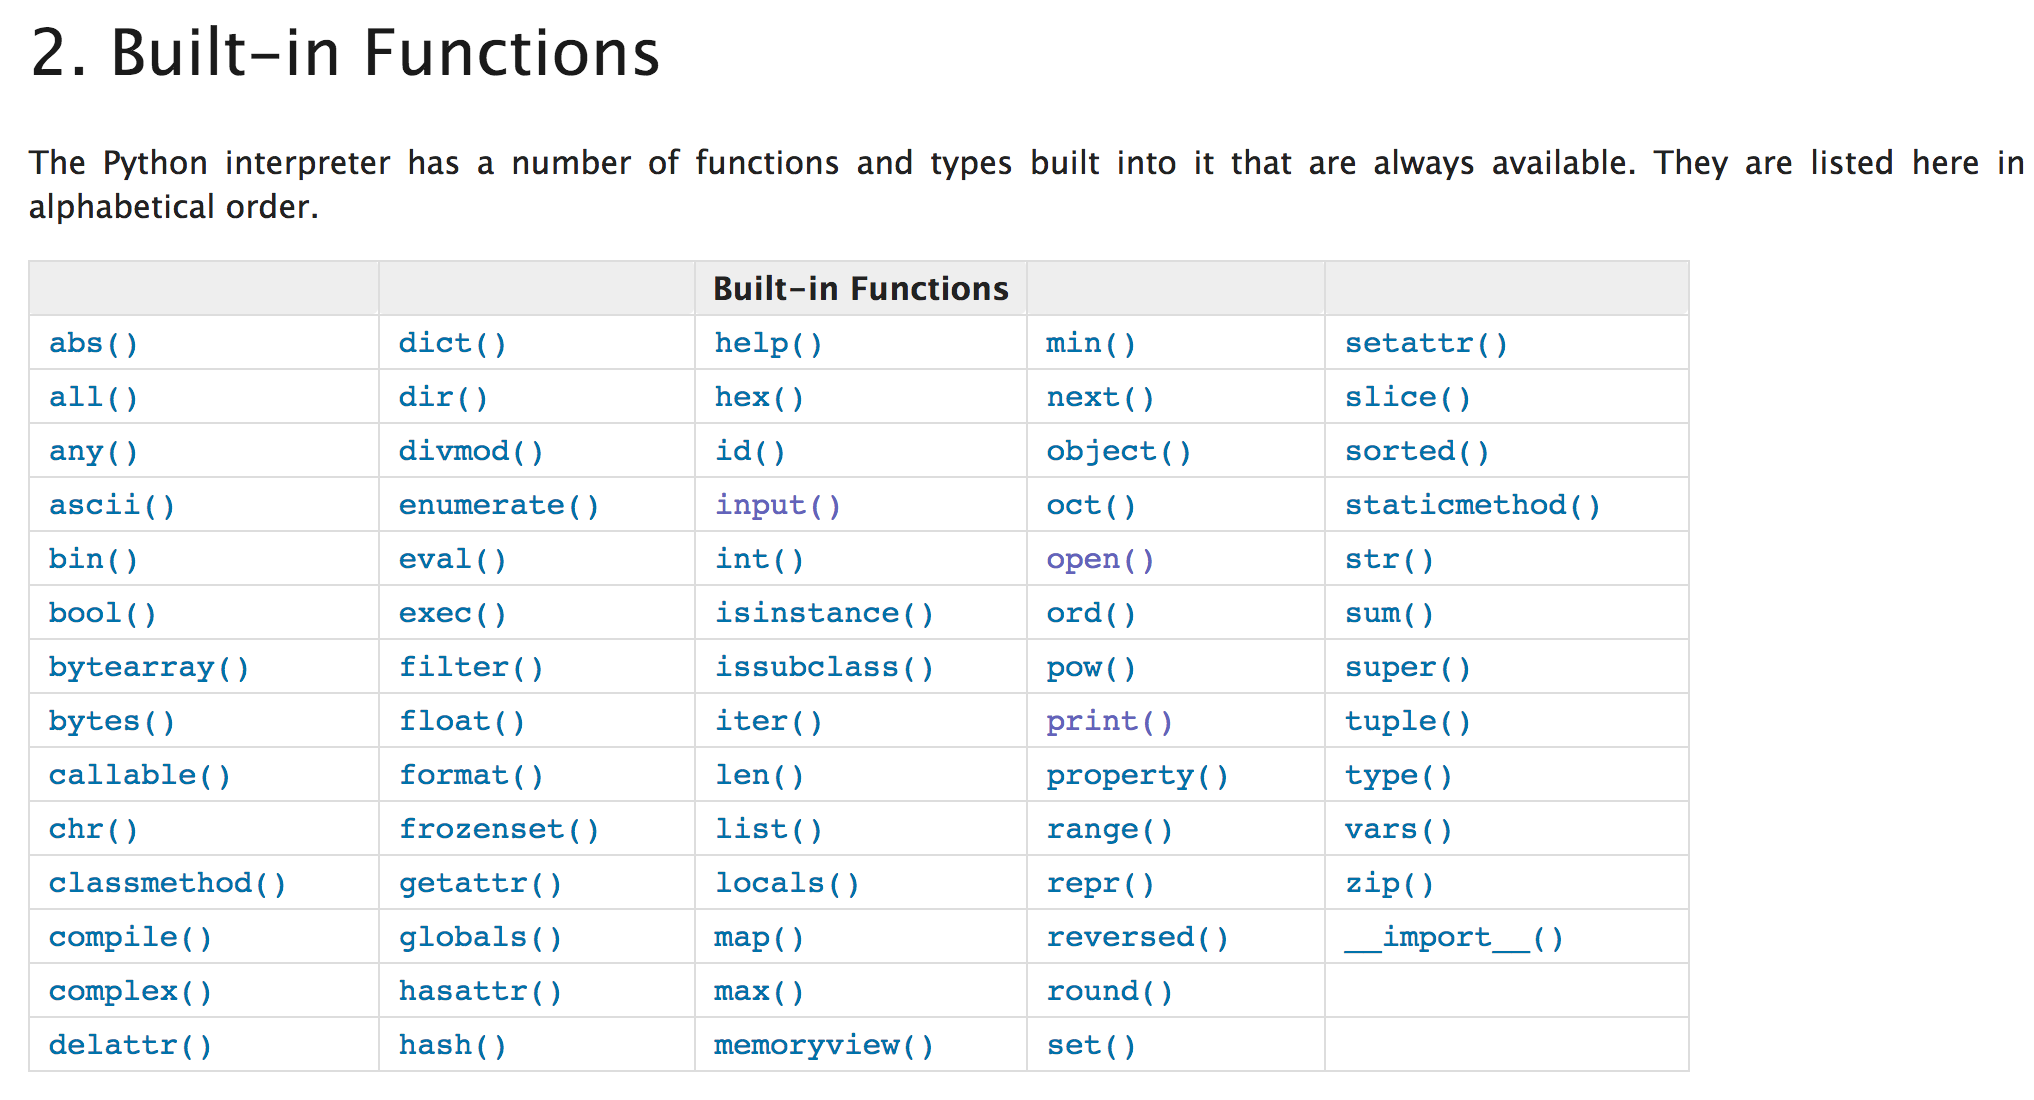 2. Built-in Functions
The Python interpreter has a number of functions and types built into it that are always available. They are listed here in
alphabetical order.
Built-in Functions
abs() dict() help() min() setattr()
all() dir() hex() next() slice()
any() divmod() id() object() sorted()
ascii() enumerate() input() oct() staticmethod()
bin() eval() int() open() str()
bool() exec() isinstance() ord() sum()
bytearray() filter() issubclass() pow() super()
bytes() float() iter() print() tuple()
callable() format() len() property() type()
chr() frozenset() list() range() vars()
classmethod() getattr() locals() repr() zip()
compile() globals() map() reversed() __import__()
complex() hasattr() max() round()
delattr() hash() memoryview() set()